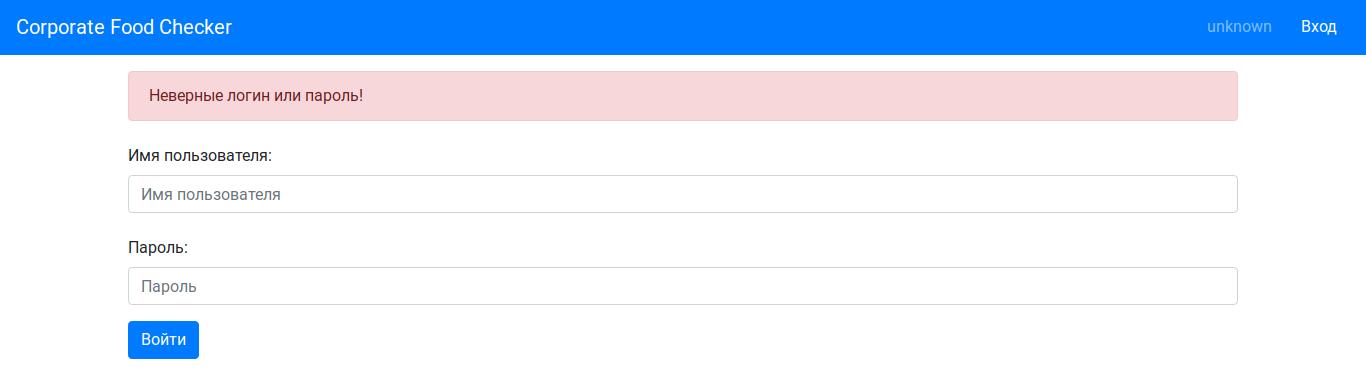 Corporate Food Checker unknown Вход
Неверные логин или пароль!
Имя пользователя:
Имя пользователя
Пароль:
Пароль
Войти